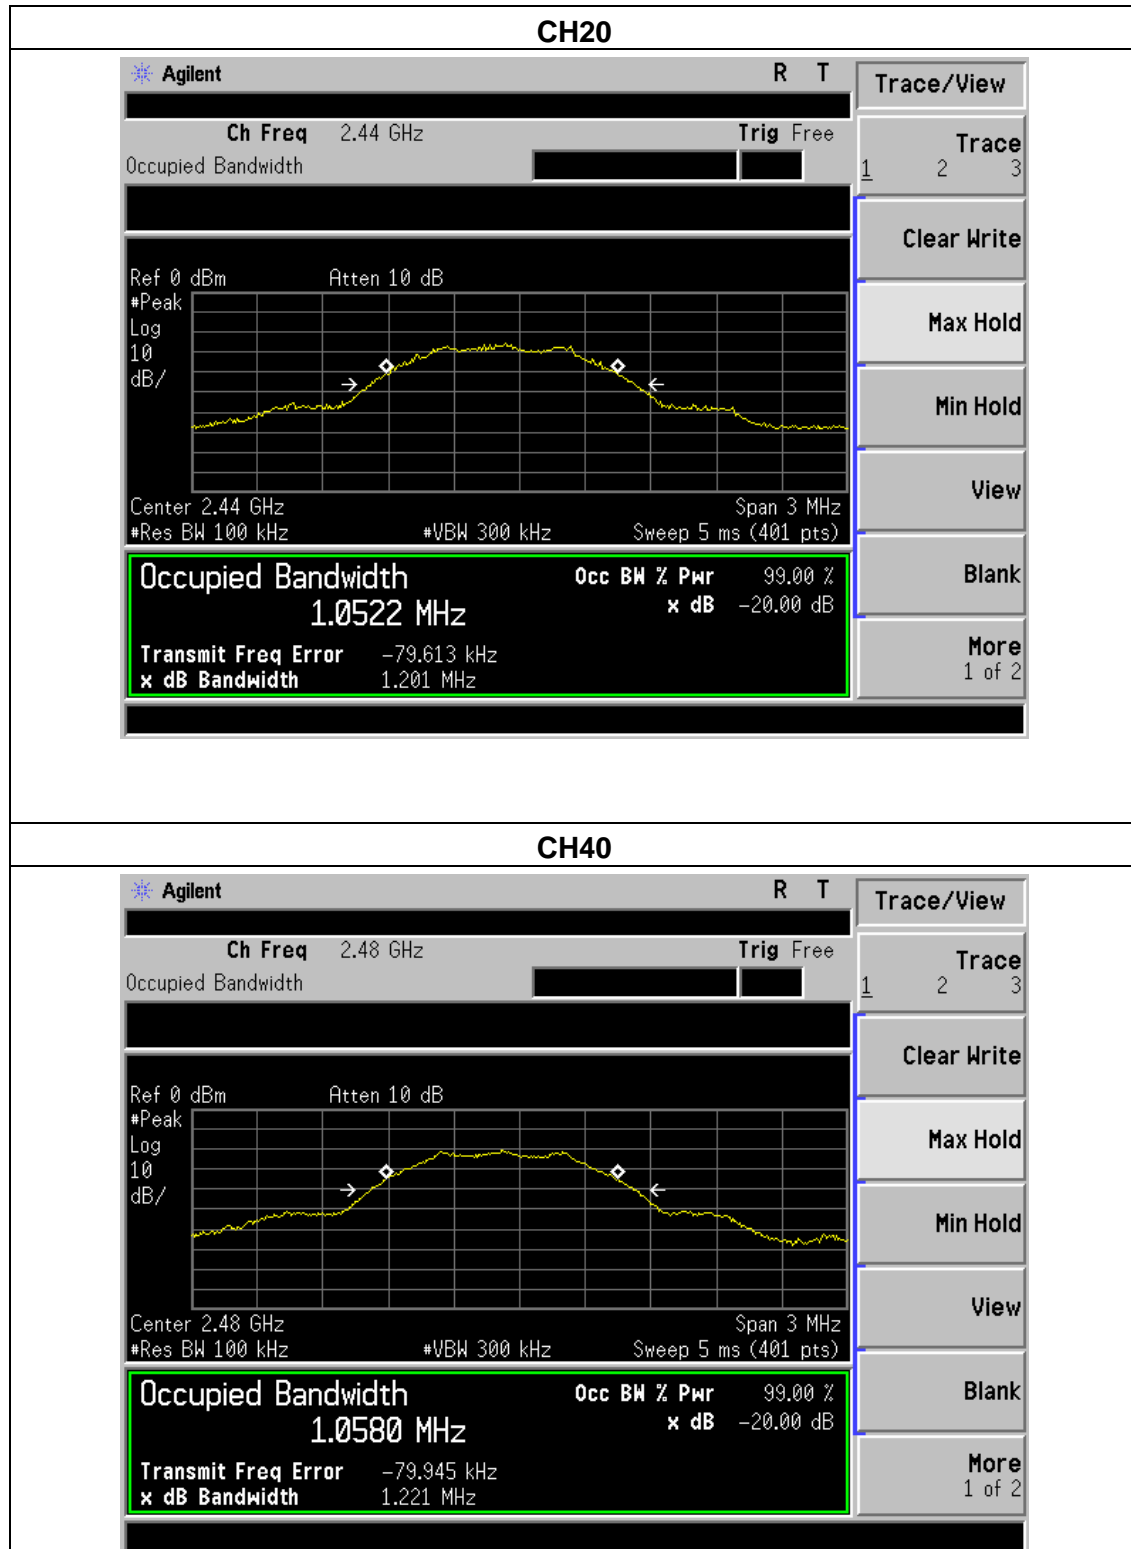 CH20
Agilent R T
Trace/View
Ch Freq 2.44 GHz Trig Free
Occupied Bandwidth
Trace
1 2 3
Clear Write
Ref 0 dBm Atten 10 dB
#Peak
Log
10
dB/
Max Hold
Min Hold
View
Center 2.44 GHz Span 3 MHz
#Res BW 100 kHz #VBW 300 kHz Sweep 5 ms (401 pts)
Occupied Bandwidth Occ BW % Pwr 99.00 %
1.0522 MHz x dB -20.00 dB
Blank
Transmit Freq Error -79.613 kHz
x dB Bandwidth 1.201 MHz
More
1 of 2
CH40
Agilent R T
Trace/View
Ch Freq 2.48 GHz Trig Free
Occupied Bandwidth
Trace
1 2 3
Clear Write
Ref 0 dBm Atten 10 dB
#Peak
Log
10
dB/
Max Hold
Min Hold
View
Center 2.48 GHz Span 3 MHz
#Res BW 100 kHz #VBW 300 kHz Sweep 5 ms (401 pts)
Occupied Bandwidth Occ BW % Pwr 99.00 %
1.0580 MHz x dB -20.00 dB
Blank
Transmit Freq Error -79.945 kHz
x dB Bandwidth 1.221 MHz
More
1 of 2